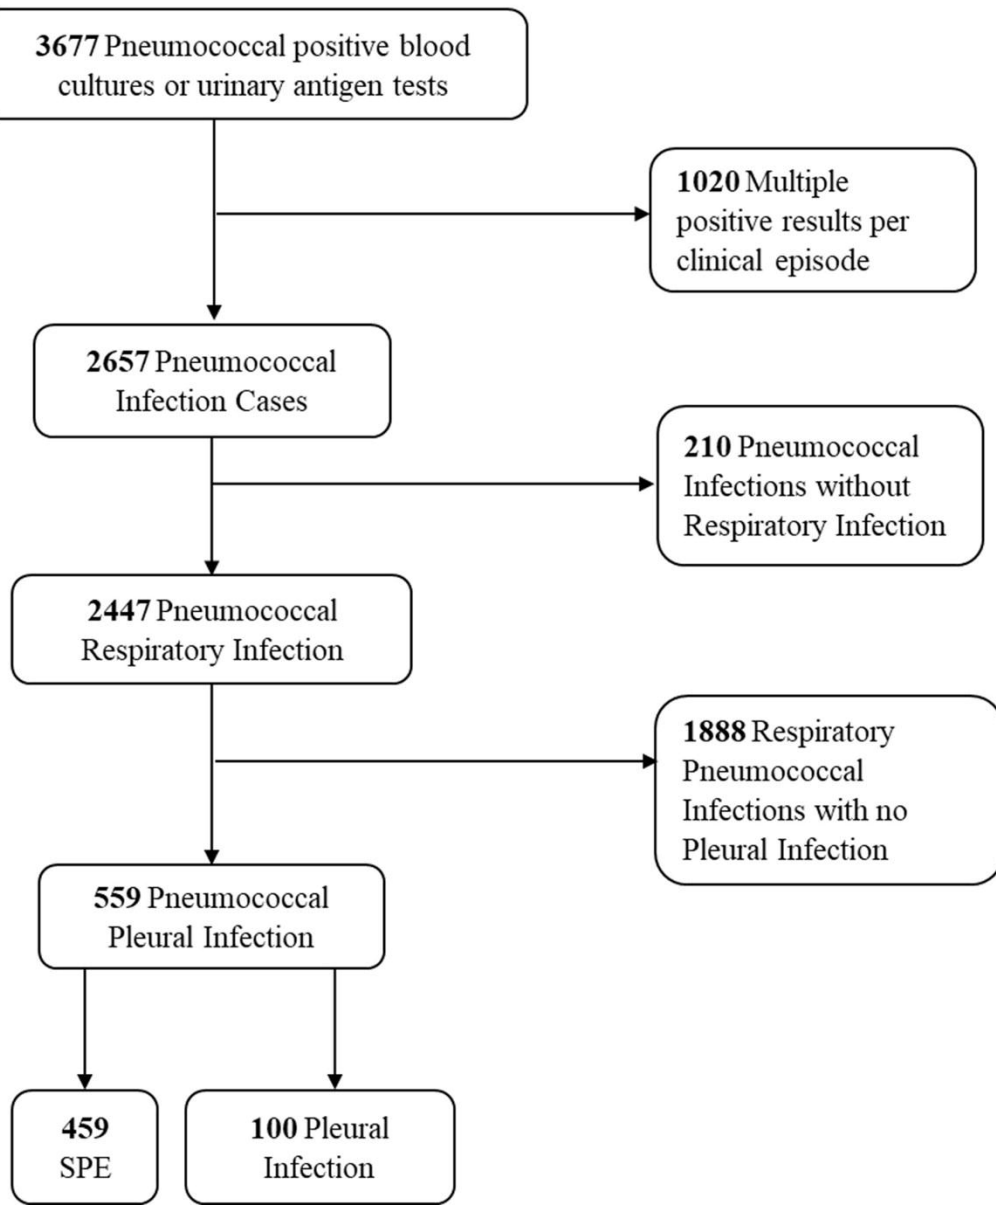 3677 Pneumococcal positive blood
cultures or urinary antigen tests
1020 Multiple
positive results per
clinical episode
2657 Pneumococcal
Infection Cases
210 Pneumococcal
Infections without
Respiratory Infection
2447 Pneumococcal
Respiratory Infection
1888 Respiratory
Pneumococcal
Infections with no
Pleural Infection
559 Pneumococcal
Pleural Infection
459
SPE
100 Pleural
Infection